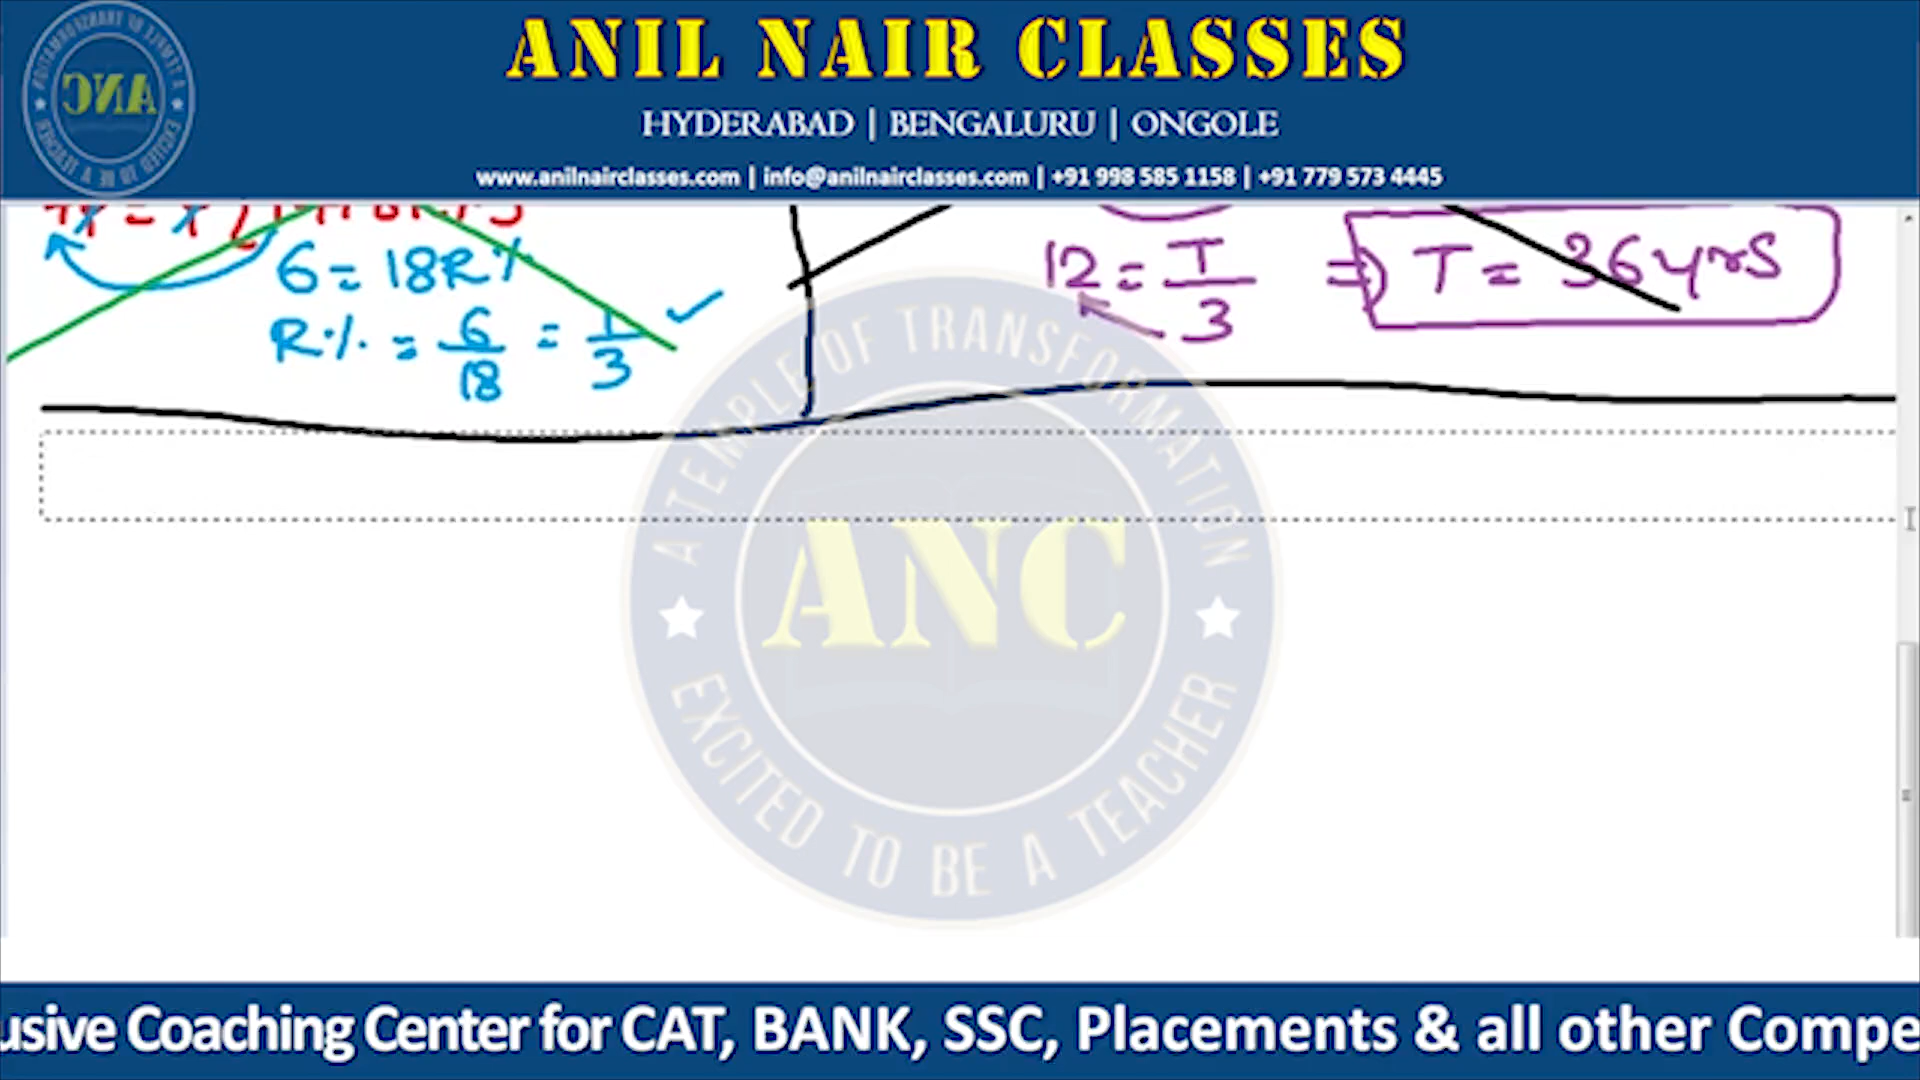 ANIL NAIR CLASSES
HYDERABAD | BENGALURU | ONGOLE
www.anilnairclasses.com | info@anilnairclasses.com | +91 998 585 1158 | +91 779 573 4445
ANC
6 = 18R%
R% = 6/18 = 1/3 ✓
12 = T/3 ⇒ T = 36yrs
A TEMPLE OF TRANSFORMATION
ANC
EXCITED TO BE A TEACHER
usive Coaching Center for CAT, BANK, SSC, Placements & all other Compe